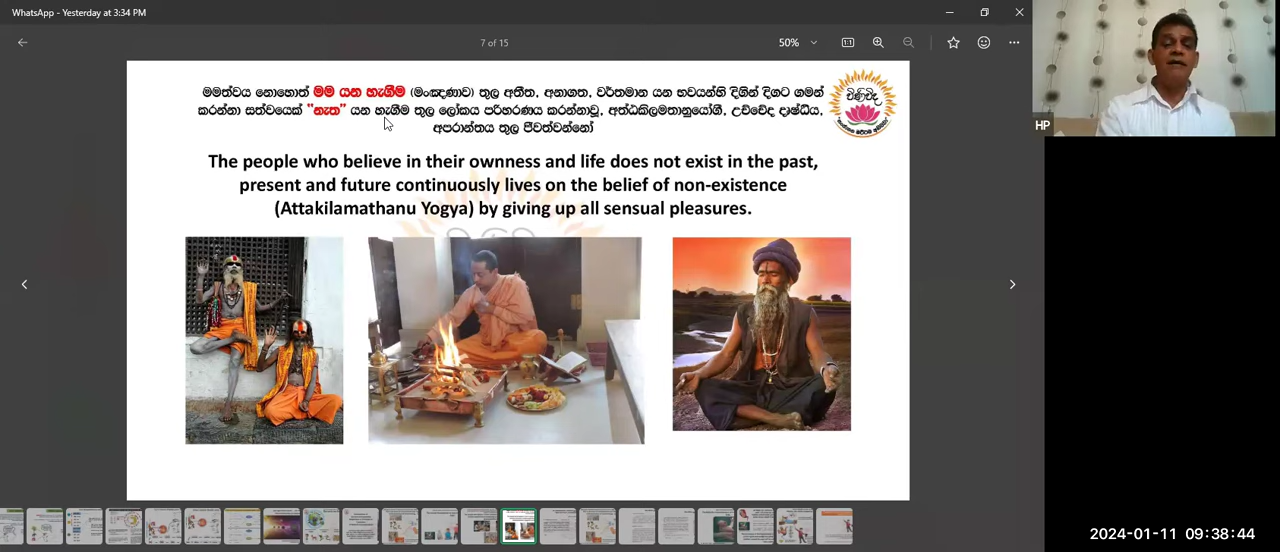 WhatsApp - Yesterday at 3:34 PM
7 of 15
50%
මමත්වය නොහොත් මම යන හැඟීම (මංඤණාව) තුල අතීත, අනාගත, වර්තමාන යන භවයන්හි දිගින් දිගට ගමන්
කරන්නා සත්වයෙක් "නැත" යන හැඟීම තුල ලෝකය පරිහරණය කරන්නාවූ, අත්ථකිලමතානුයෝගී, උච්ඡේද දෘෂ්ඨිය,
අපරාන්තය තුල ජීවත්වන්නෝ
The people who believe in their ownness and life does not exist in the past,
present and future continuously lives on the belief of non-existence
(Attakilamathanu Yogya) by giving up all sensual pleasures.
HP
2024-01-11 09:38:44